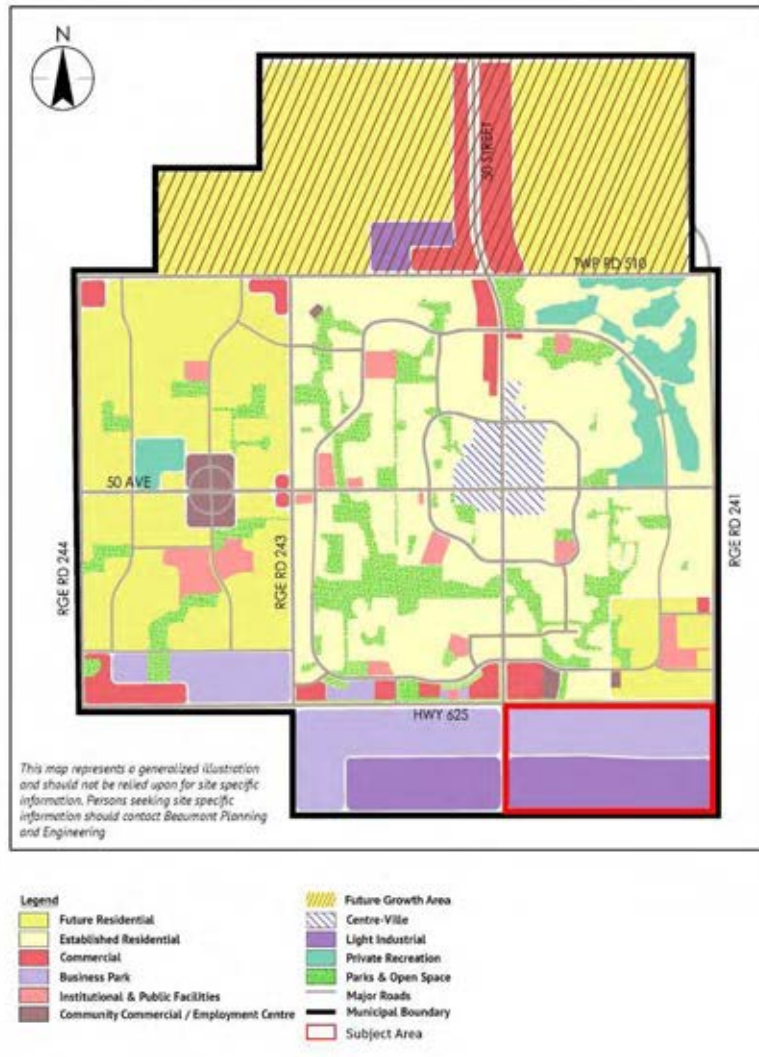 N
50 STREET
TWP RD 510
50 AVE
RGE RD 244
RGE RD 243
RGE RD 241
HWY 625
This map represents a generalized illustration
and should not be relied upon for site specific
information. Persons seeking site specific
information should contact Beaumont Planning
and Engineering
Legend
Future Residential
Established Residential
Commercial
Business Park
Institutional & Public Facilities
Community Commercial / Employment Centre
Future Growth Area
Centre-Ville
Light Industrial
Private Recreation
Parks & Open Space
Major Roads
Municipal Boundary
Subject Area